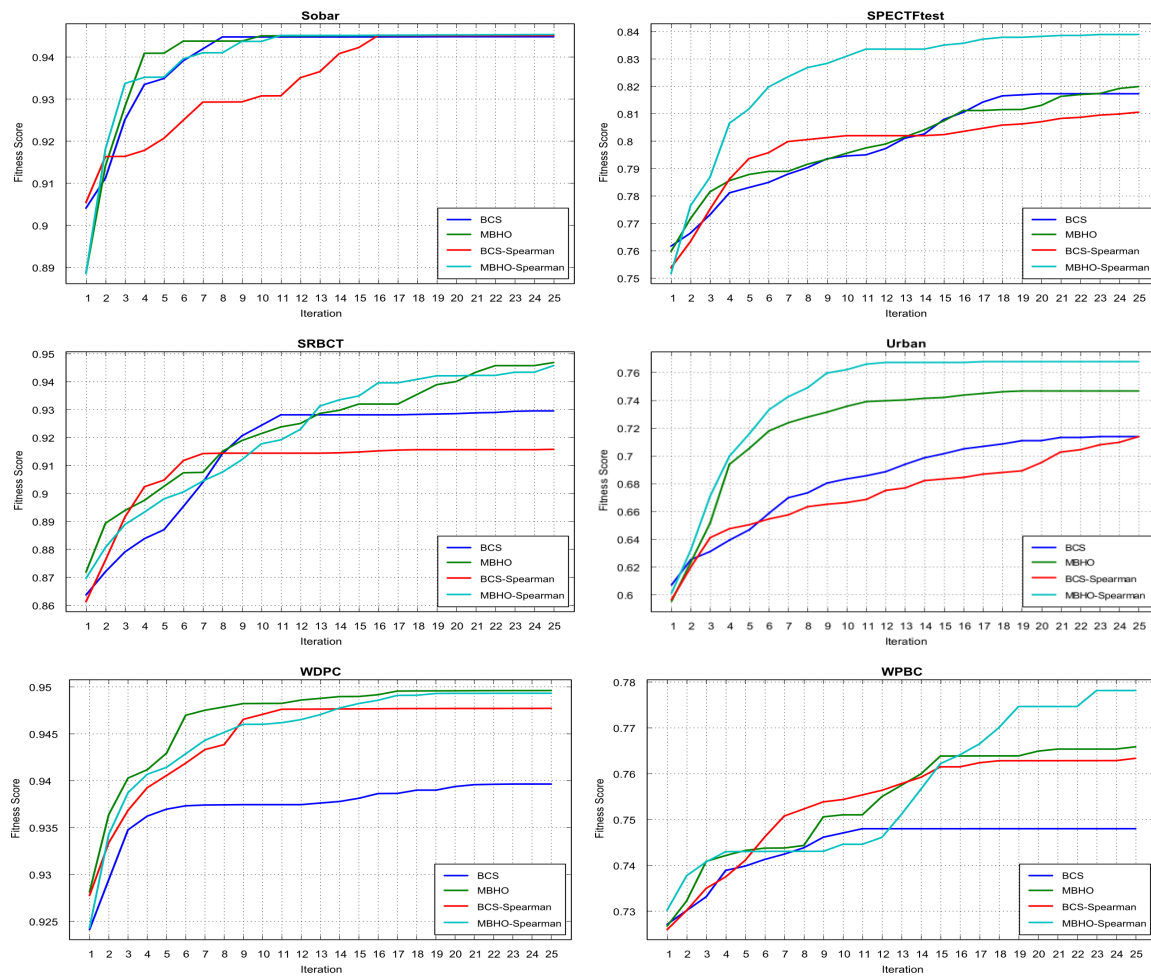 Sobar
0.94
0.93
0.92
0.91
0.9
0.89
Fitness Score
BCS
MBHO
BCS-Spearman
MBHO-Spearman
1 2 3 4 5 6 7 8 9 10 11 12 13 14 15 16 17 18 19 20 21 22 23 24 25
Iteration
SPECTFtest
0.84
0.83
0.82
0.81
0.8
0.79
0.78
0.77
0.76
0.75
Fitness Score
BCS
MBHO
BCS-Spearman
MBHO-Spearman
1 2 3 4 5 6 7 8 9 10 11 12 13 14 15 16 17 18 19 20 21 22 23 24 25
Iteration
SRBCT
0.95
0.94
0.93
0.92
0.91
0.9
0.89
0.88
0.87
0.86
Fitness Score
BCS
MBHO
BCS-Spearman
MBHO-Spearman
1 2 3 4 5 6 7 8 9 10 11 12 13 14 15 16 17 18 19 20 21 22 23 24 25
Iteration
Urban
0.76
0.74
0.72
0.7
0.68
0.66
0.64
0.62
0.6
Fitness Score
BCS
MBHO
BCS-Spearman
MBHO-Spearman
1 2 3 4 5 6 7 8 9 10 11 12 13 14 15 16 17 18 19 20 21 22 23 24 25
Iteration
WDPC
0.95
0.945
0.94
0.935
0.93
0.925
Fitness Score
BCS
MBHO
BCS-Spearman
MBHO-Spearman
1 2 3 4 5 6 7 8 9 10 11 12 13 14 15 16 17 18 19 20 21 22 23 24 25
Iteration
WPBC
0.78
0.77
0.76
0.75
0.74
0.73
Fitness Score
BCS
MBHO
BCS-Spearman
MBHO-Spearman
1 2 3 4 5 6 7 8 9 10 11 12 13 14 15 16 17 18 19 20 21 22 23 24 25
Iteration